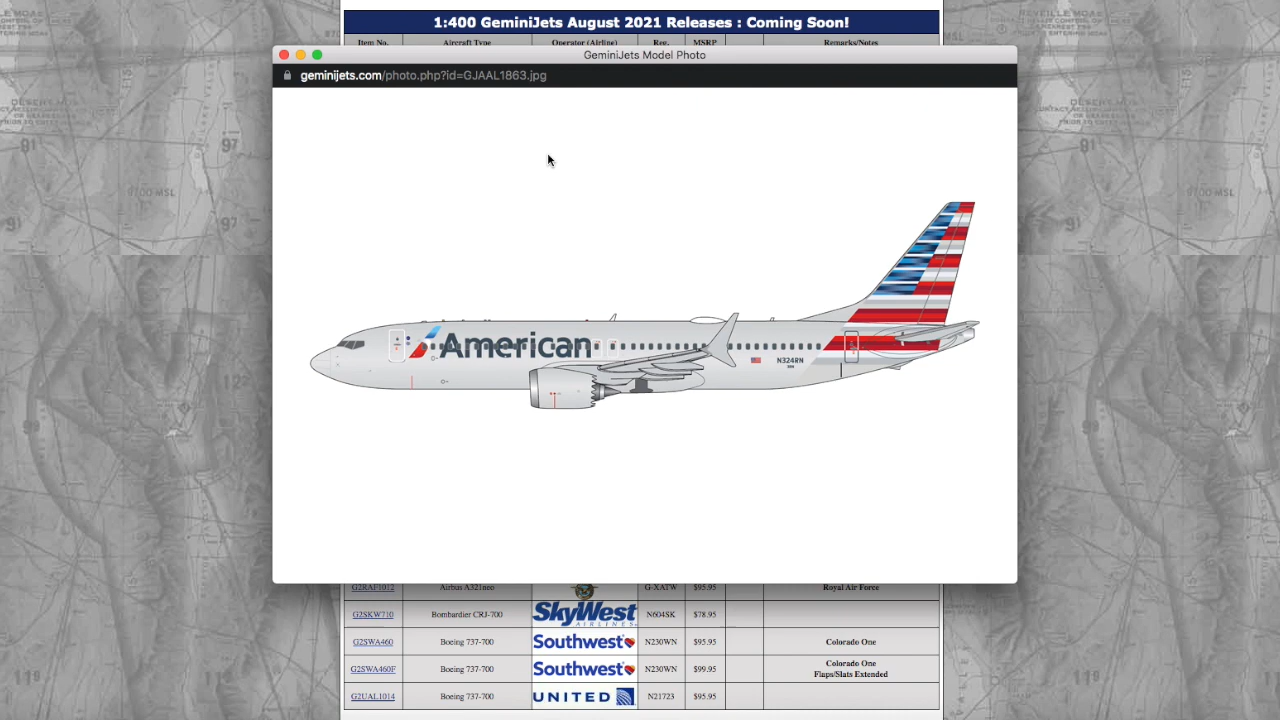 1:400 GeminiJets August 2021 Releases : Coming Soon!
Item No. Aircraft Type Operator (Airline) Reg. MSRP Remarks/Notes
GeminiJets Model Photo
geminijets.com/photo.php?id=GJAAL1863.jpg
American
N324RN
G2RAF1012 Airbus A321neo G-XATW $95.95 Royal Air Force
G2SKW710 Bombardier CRJ-700 SkyWest AIRLINES N604SK $78.95
G2SWA460 Boeing 737-700 Southwest N230WN $95.95 Colorado One
G2SWA460F Boeing 737-700 Southwest N230WN $99.95 Colorado One
Flaps/Slats Extended
G2UAL1014 Boeing 737-700 UNITED N21723 $95.95